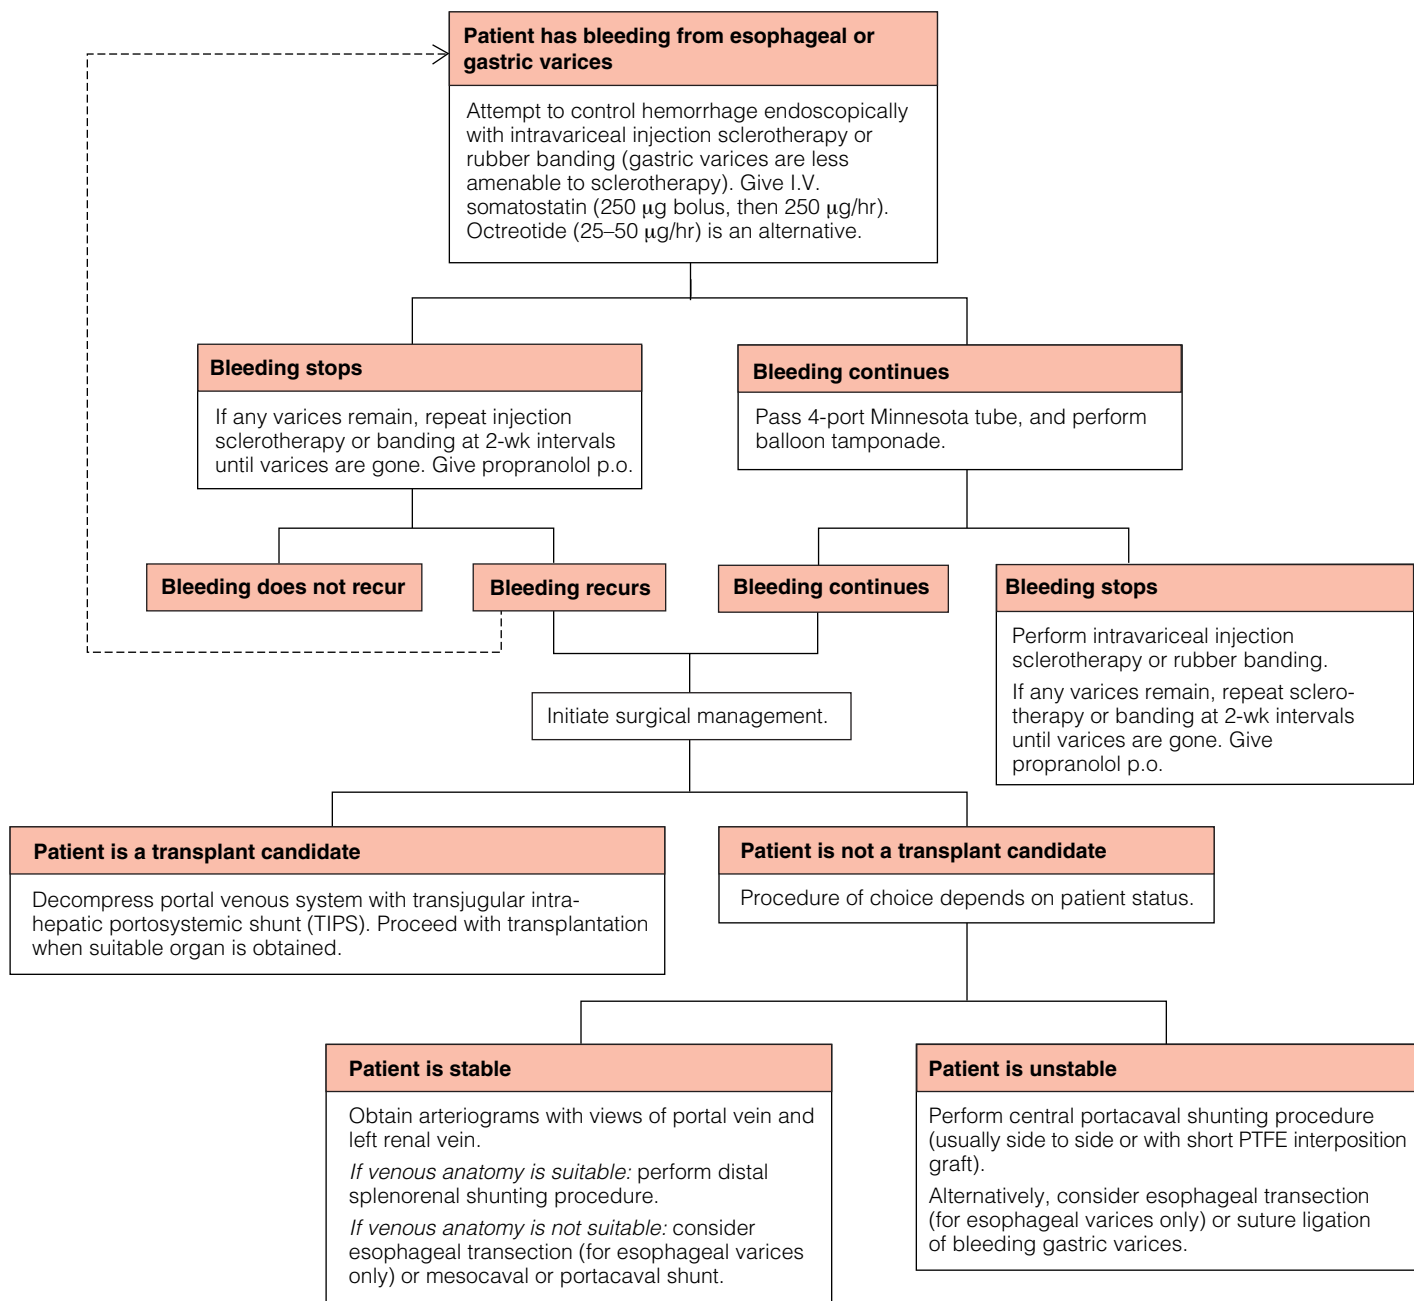 Patient has bleeding from esophageal or
gastric varices
Attempt to control hemorrhage endoscopically
with intravariceal injection sclerotherapy or
rubber banding (gastric varices are less
amenable to sclerotherapy). Give I.V.
somatostatin (250 µg bolus, then 250 µg/hr).
Octreotide (25–50 µg/hr) is an alternative.
Bleeding stops
If any varices remain, repeat injection
sclerotherapy or banding at 2-wk intervals
until varices are gone. Give propranolol p.o.
Bleeding continues
Pass 4-port Minnesota tube, and perform
balloon tamponade.
Bleeding does not recur
Bleeding recurs
Bleeding continues
Bleeding stops
Perform intravariceal injection
sclerotherapy or rubber banding.
If any varices remain, repeat sclero-
therapy or banding at 2-wk intervals
until varices are gone. Give
propranolol p.o.
Initiate surgical management.
Patient is a transplant candidate
Decompress portal venous system with transjugular intra-
hepatic portosystemic shunt (TIPS). Proceed with transplantation
when suitable organ is obtained.
Patient is not a transplant candidate
Procedure of choice depends on patient status.
Patient is stable
Obtain arteriograms with views of portal vein and
left renal vein.
If venous anatomy is suitable: perform distal
splenorenal shunting procedure.
If venous anatomy is not suitable: consider
esophageal transection (for esophageal varices
only) or mesocaval or portacaval shunt.
Patient is unstable
Perform central portacaval shunting procedure
(usually side to side or with short PTFE interposition
graft).
Alternatively, consider esophageal transection
(for esophageal varices only) or suture ligation
of bleeding gastric varices.